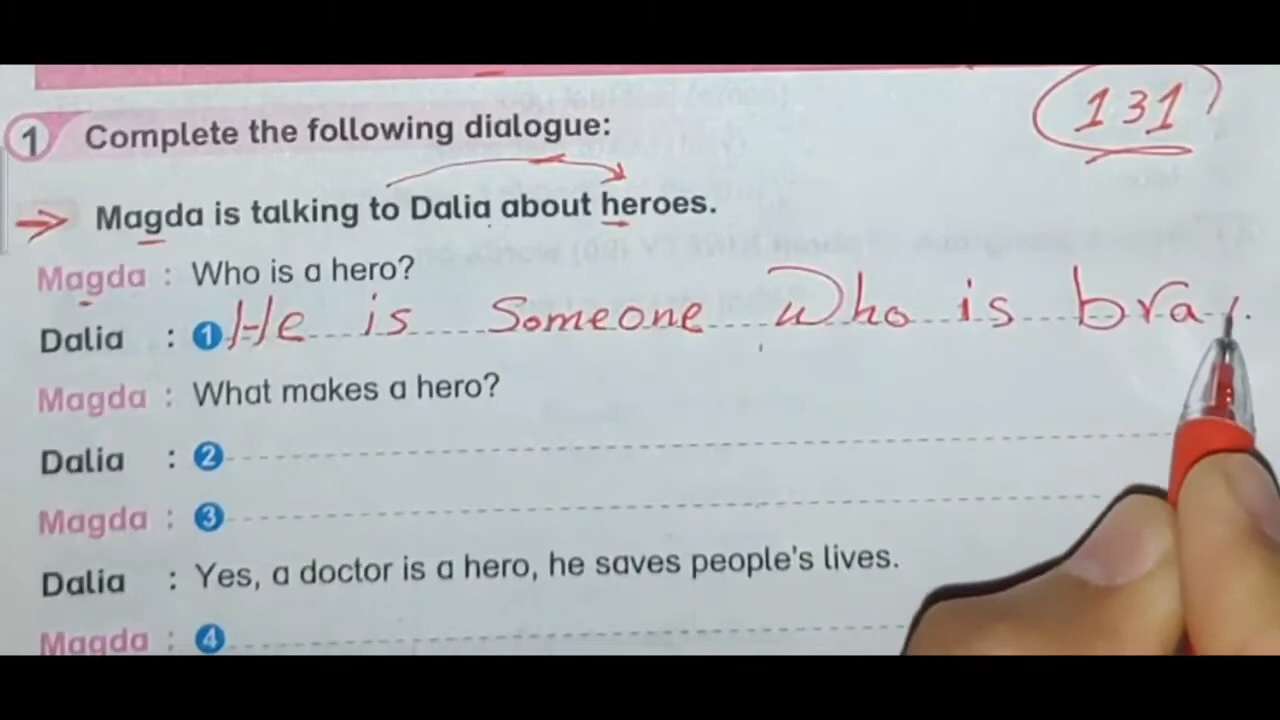 131
1 Complete the following dialogue:
Magda is talking to Dalia about heroes.
Magda : Who is a hero?
Dalia : 1 He is someone who is bra
Magda : What makes a hero?
Dalia : 2
Magda : 3
Dalia : Yes, a doctor is a hero, he saves people's lives.
Magda : 4